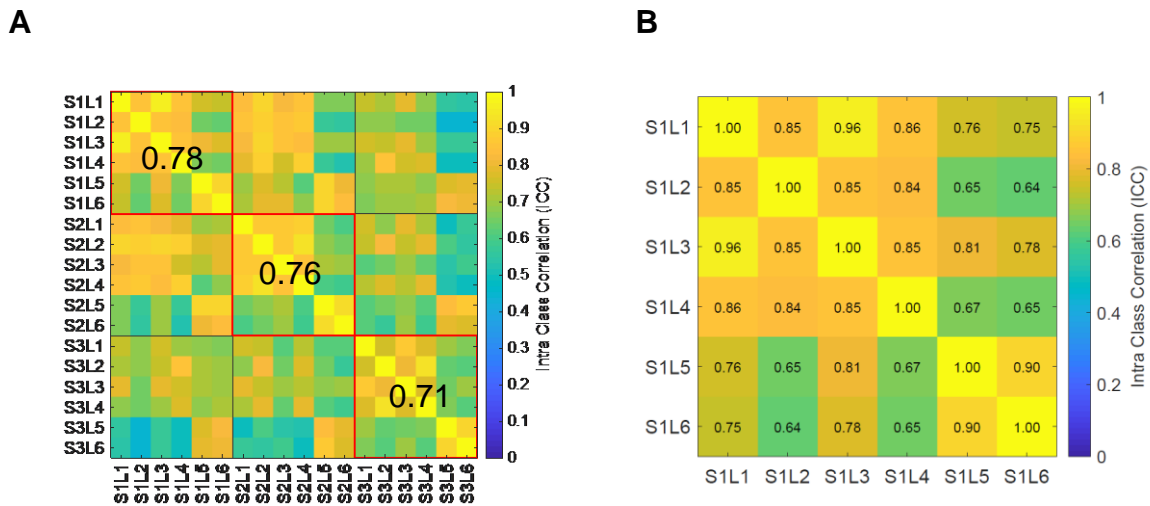 A
S1L1
S1L2
S1L3
S1L4
S1L5
S1L6
S2L1
S2L2
S2L3
S2L4
S2L5
S2L6
S3L1
S3L2
S3L3
S3L4
S3L5
S3L6
0.78
0.76
0.71
S1L1 S1L2 S1L3 S1L4 S1L5 S1L6 S2L1 S2L2 S2L3 S2L4 S2L5 S2L6 S3L1 S3L2 S3L3 S3L4 S3L5 S3L6
1
0.9
0.8
0.7
0.6
0.5
0.4
0.3
0.2
0.1
0
Intra Class Correlation (ICC)
B
S1L1 1.00 0.85 0.96 0.86 0.76 0.75
S1L2 0.85 1.00 0.85 0.84 0.65 0.64
S1L3 0.96 0.85 1.00 0.85 0.81 0.78
S1L4 0.86 0.84 0.85 1.00 0.67 0.65
S1L5 0.76 0.65 0.81 0.67 1.00 0.90
S1L6 0.75 0.64 0.78 0.65 0.90 1.00
S1L1 S1L2 S1L3 S1L4 S1L5 S1L6
1
0.8
0.6
0.4
0.2
0
Intra Class Correlation (ICC)